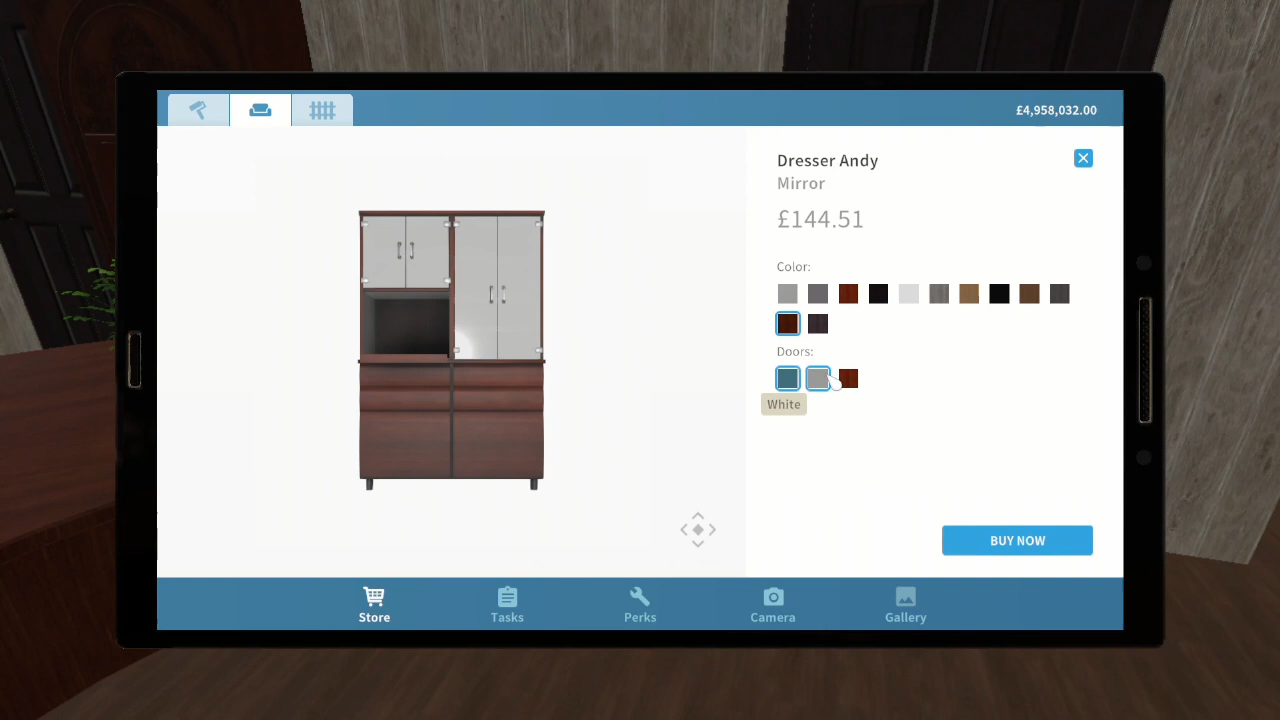 £4,958,032.00
Dresser Andy
Mirror
£144.51
Color:
Doors:
White
BUY NOW
Store
Tasks
Perks
Camera
Gallery